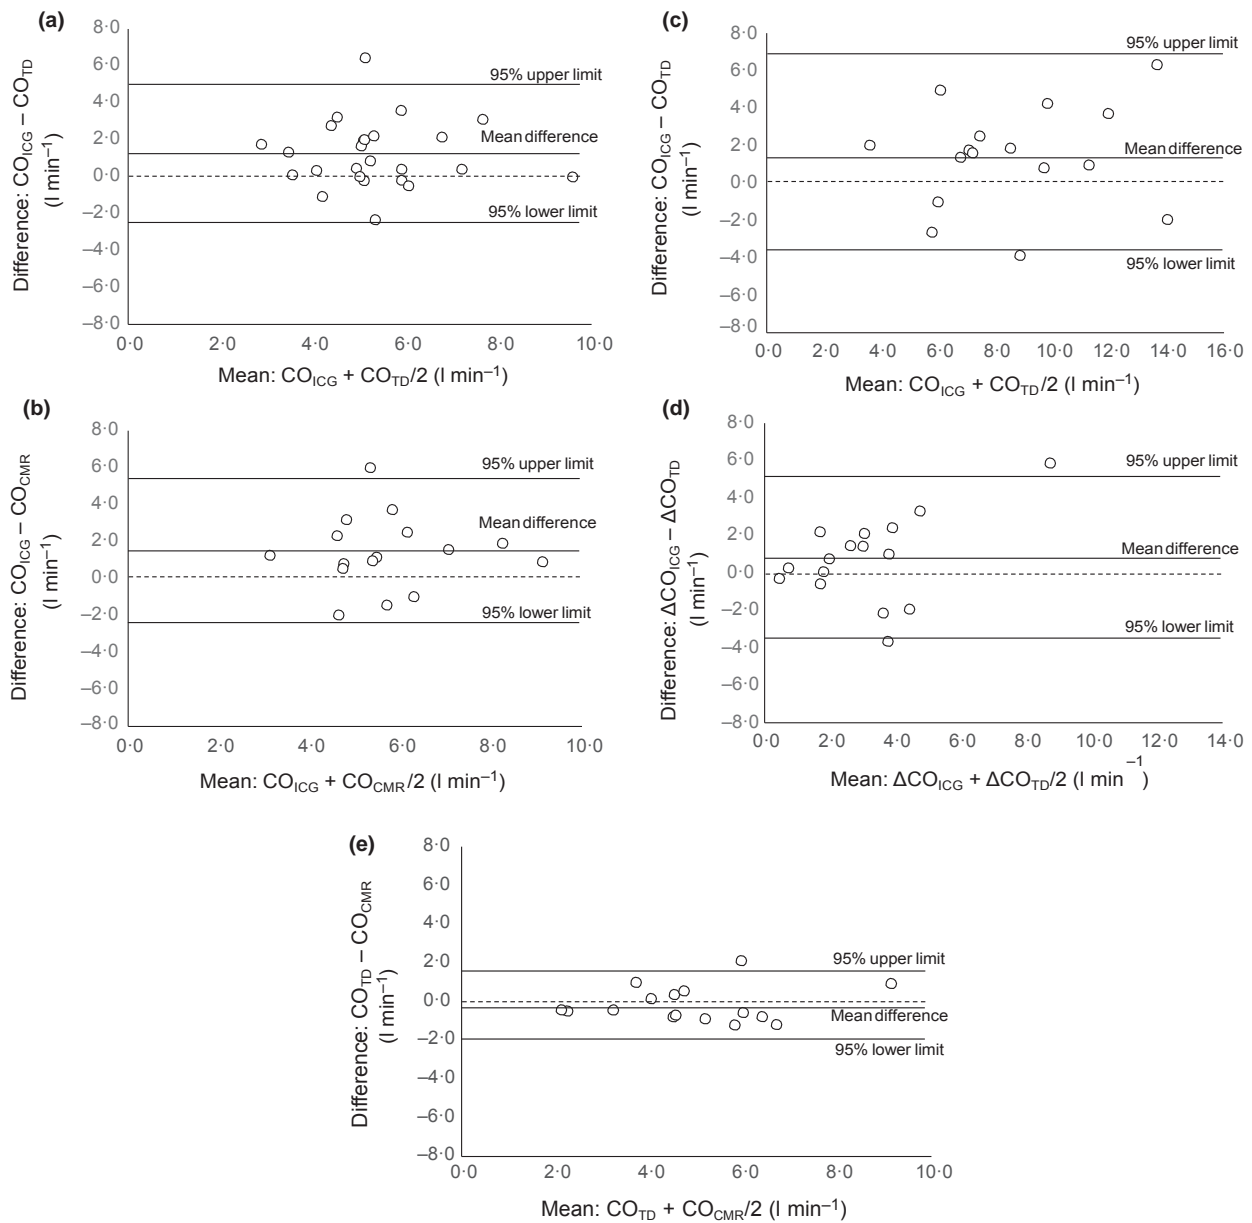 (a)
8·0
6·0
4·0
2·0
0·0
–2·0
–4·0
–6·0
–8·0
Difference: CO_ICG – CO_TD
(l min⁻¹)
95% upper limit
Mean difference
95% lower limit
0·0 2·0 4·0 6·0 8·0 10·0
Mean: CO_ICG + CO_TD/2 (l min⁻¹)
(b)
8·0
6·0
4·0
2·0
0·0
–2·0
–4·0
–6·0
–8·0
Difference: CO_ICG – CO_CMR
(l min⁻¹)
95% upper limit
Mean difference
95% lower limit
0·0 2·0 4·0 6·0 8·0 10·0
Mean: CO_ICG + CO_CMR/2 (l min⁻¹)
(c)
8·0
6·0
4·0
2·0
0·0
–2·0
–4·0
–6·0
–8·0
Difference: CO_ICG – CO_TD
(l min⁻¹)
95% upper limit
Mean difference
95% lower limit
0·0 2·0 4·0 6·0 8·0 10·0 12·0 14·0 16·0
Mean: CO_ICG + CO_TD/2 (l min⁻¹)
(d)
8·0
6·0
4·0
2·0
0·0
–2·0
–4·0
–6·0
–8·0
Difference: ΔCO_ICG – ΔCO_TD
(l min⁻¹)
95% upper limit
Mean difference
95% lower limit
0·0 2·0 4·0 6·0 8·0 10·0 12·0 14·0
Mean: ΔCO_ICG + ΔCO_TD/2 (l min⁻¹)
(e)
8·0
6·0
4·0
2·0
0·0
–2·0
–4·0
–6·0
–8·0
Difference: CO_TD – CO_CMR
(l min⁻¹)
95% upper limit
Mean difference
95% lower limit
0·0 2·0 4·0 6·0 8·0 10·0
Mean: CO_TD + CO_CMR/2 (l min⁻¹)